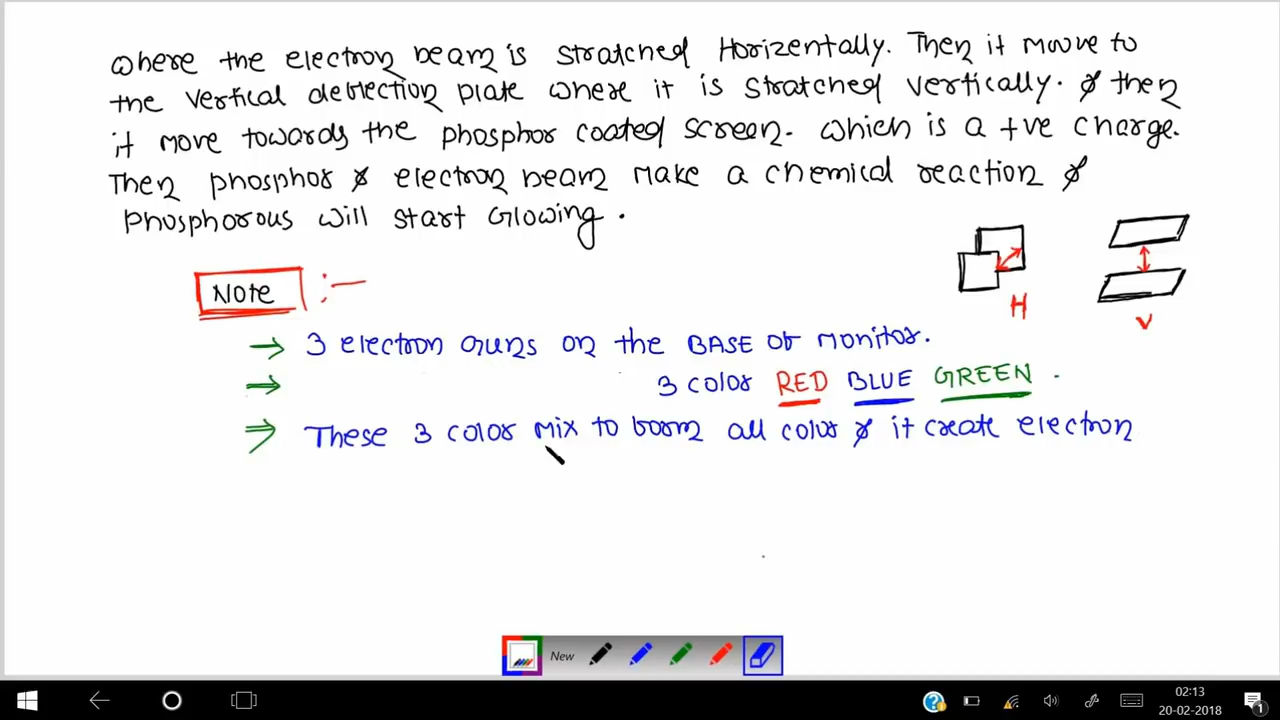 where the electron beam is stratched Horizentally. Then it move to
the vertical deflection plate where it is stratched vertically. & then
it move towards the phosphor coated screen. which is a +ve charge.
Then phosphor & electron beam make a chemical reaction &
phosphorous will start Glowing.
Note :-
H
V
→ 3 electron guns on the BASE of monitor.
→ 3 color RED BLUE GREEN.
→ These 3 color mix to form all color & it create electron
New
02:13
20-02-2018
1